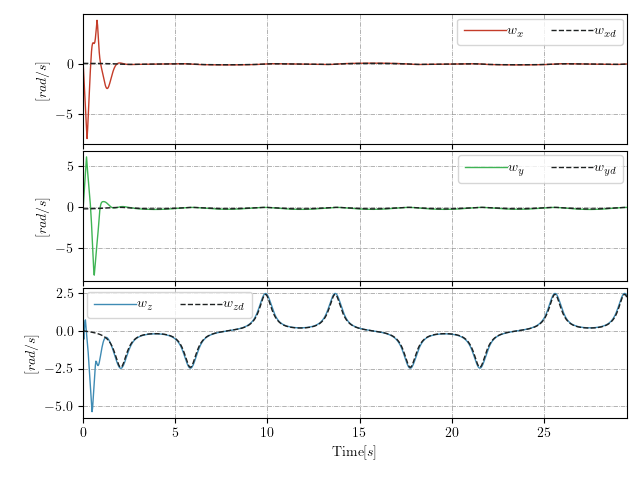 w_x w_xd
0
−5
[rad/s]
w_y w_yd
5
0
−5
[rad/s]
w_z w_zd
2.5
0.0
−2.5
−5.0
[rad/s]
0 5 10 15 20 25
Time[s]